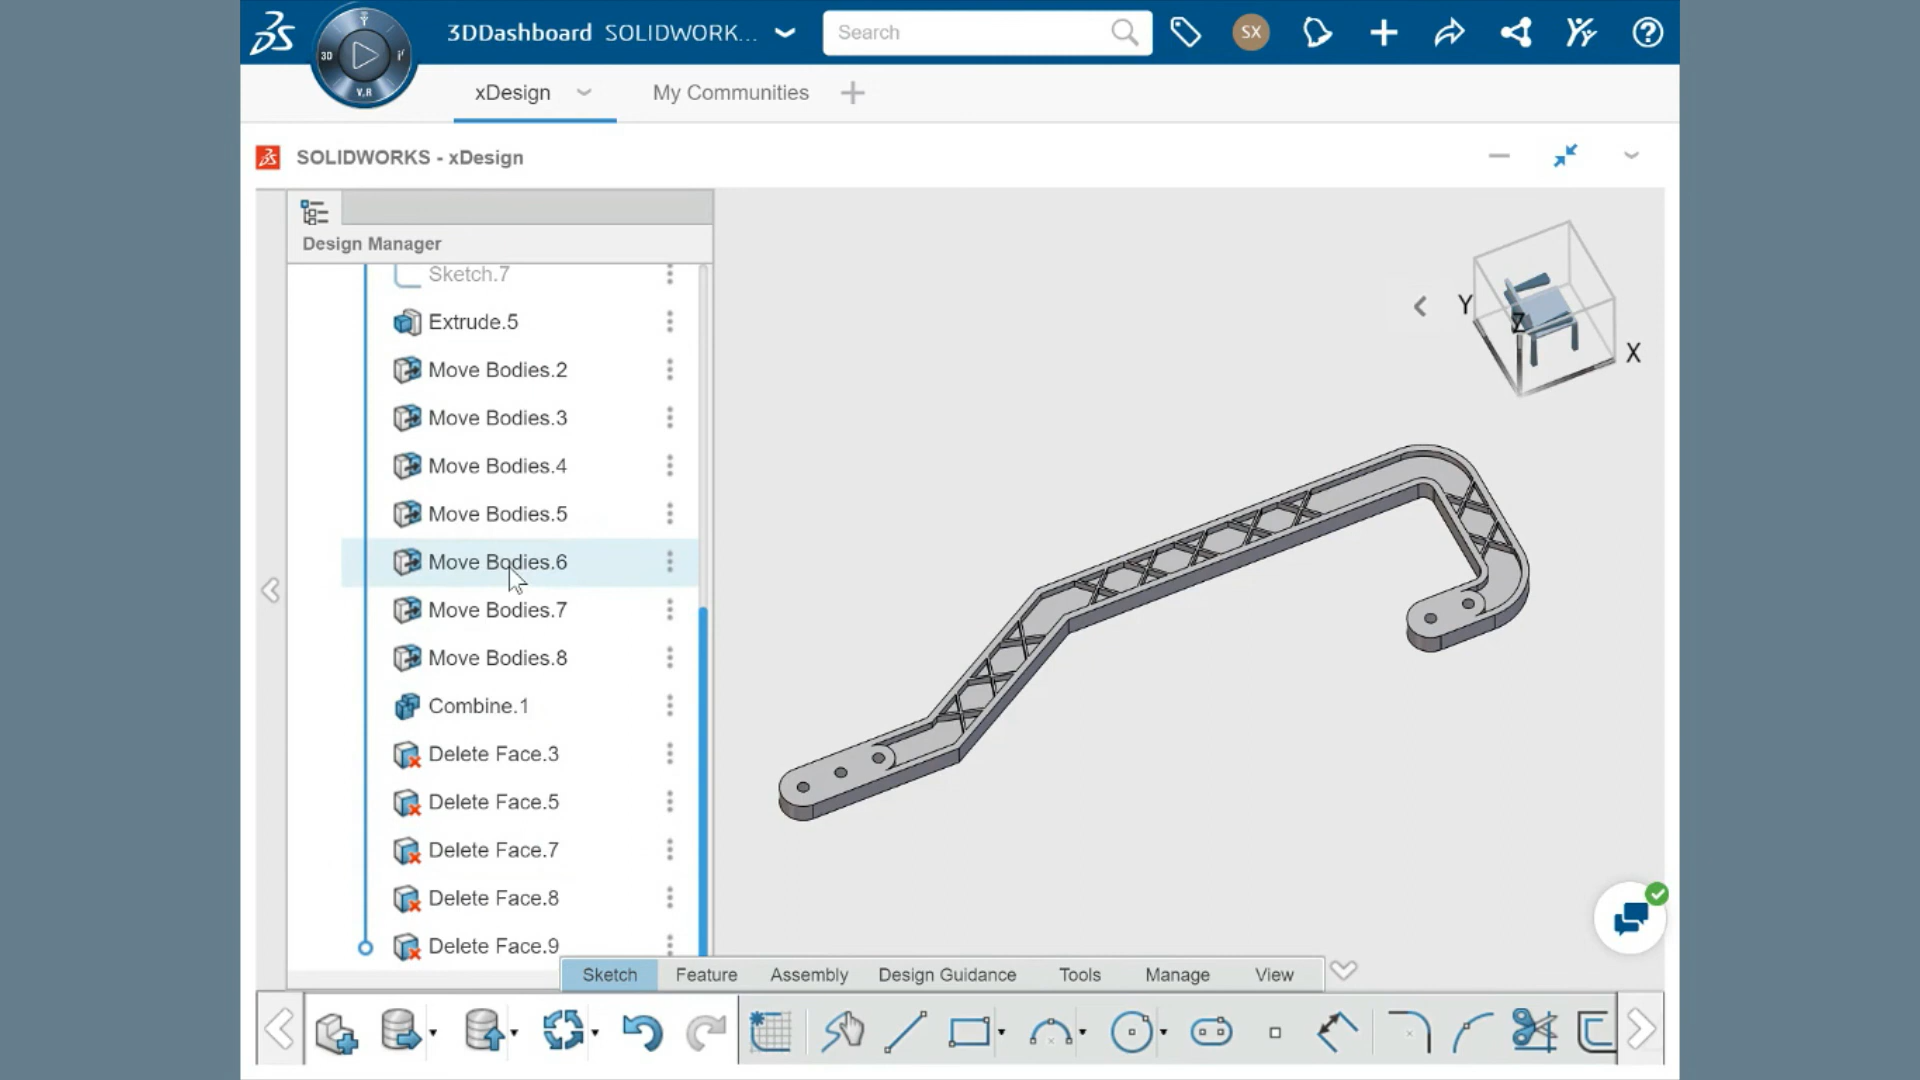 3DDashboard SOLIDWORK...
Search
SX
3D
V.R
xDesign
My Communities
SOLIDWORKS - xDesign
Design Manager
Sketch.7
Extrude.5
Move Bodies.2
Move Bodies.3
Move Bodies.4
Move Bodies.5
Move Bodies.6
Move Bodies.7
Move Bodies.8
Combine.1
Delete Face.3
Delete Face.5
Delete Face.7
Delete Face.8
Delete Face.9
Y
Z
X
Sketch Feature Assembly Design Guidance Tools Manage View